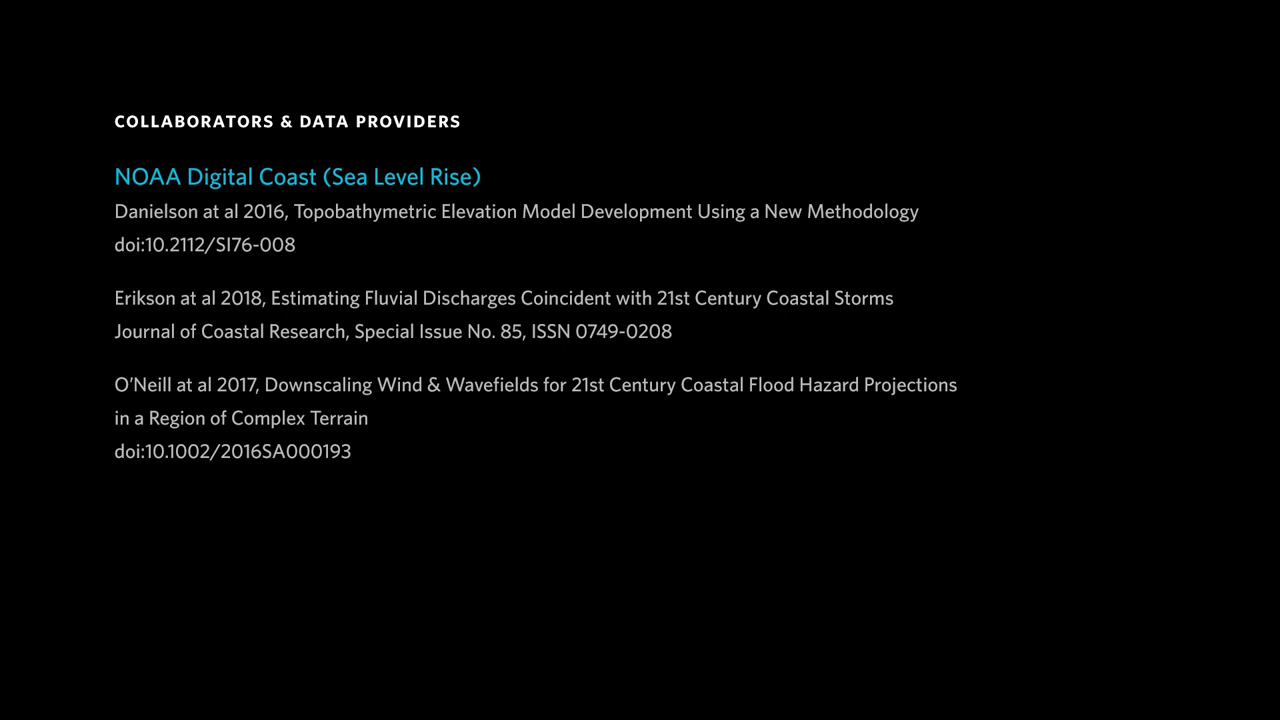 COLLABORATORS & DATA PROVIDERS
NOAA Digital Coast (Sea Level Rise)
Danielson at al 2016, Topobathymetric Elevation Model Development Using a New Methodology
doi:10.2112/SI76-008
Erikson at al 2018, Estimating Fluvial Discharges Coincident with 21st Century Coastal Storms
Journal of Coastal Research, Special Issue No. 85, ISSN 0749-0208
O’Neill at al 2017, Downscaling Wind & Wavefields for 21st Century Coastal Flood Hazard Projections
in a Region of Complex Terrain
doi:10.1002/2016SA000193